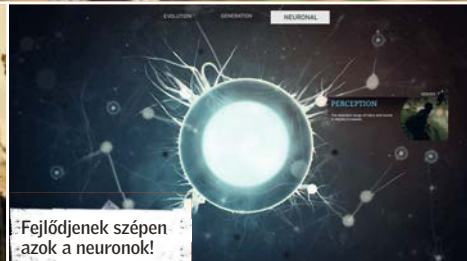 EVOLUTION
GENERATION
NEURONAL
PERCEPTION
Fejlődjenek szépen
azok a neuronok!